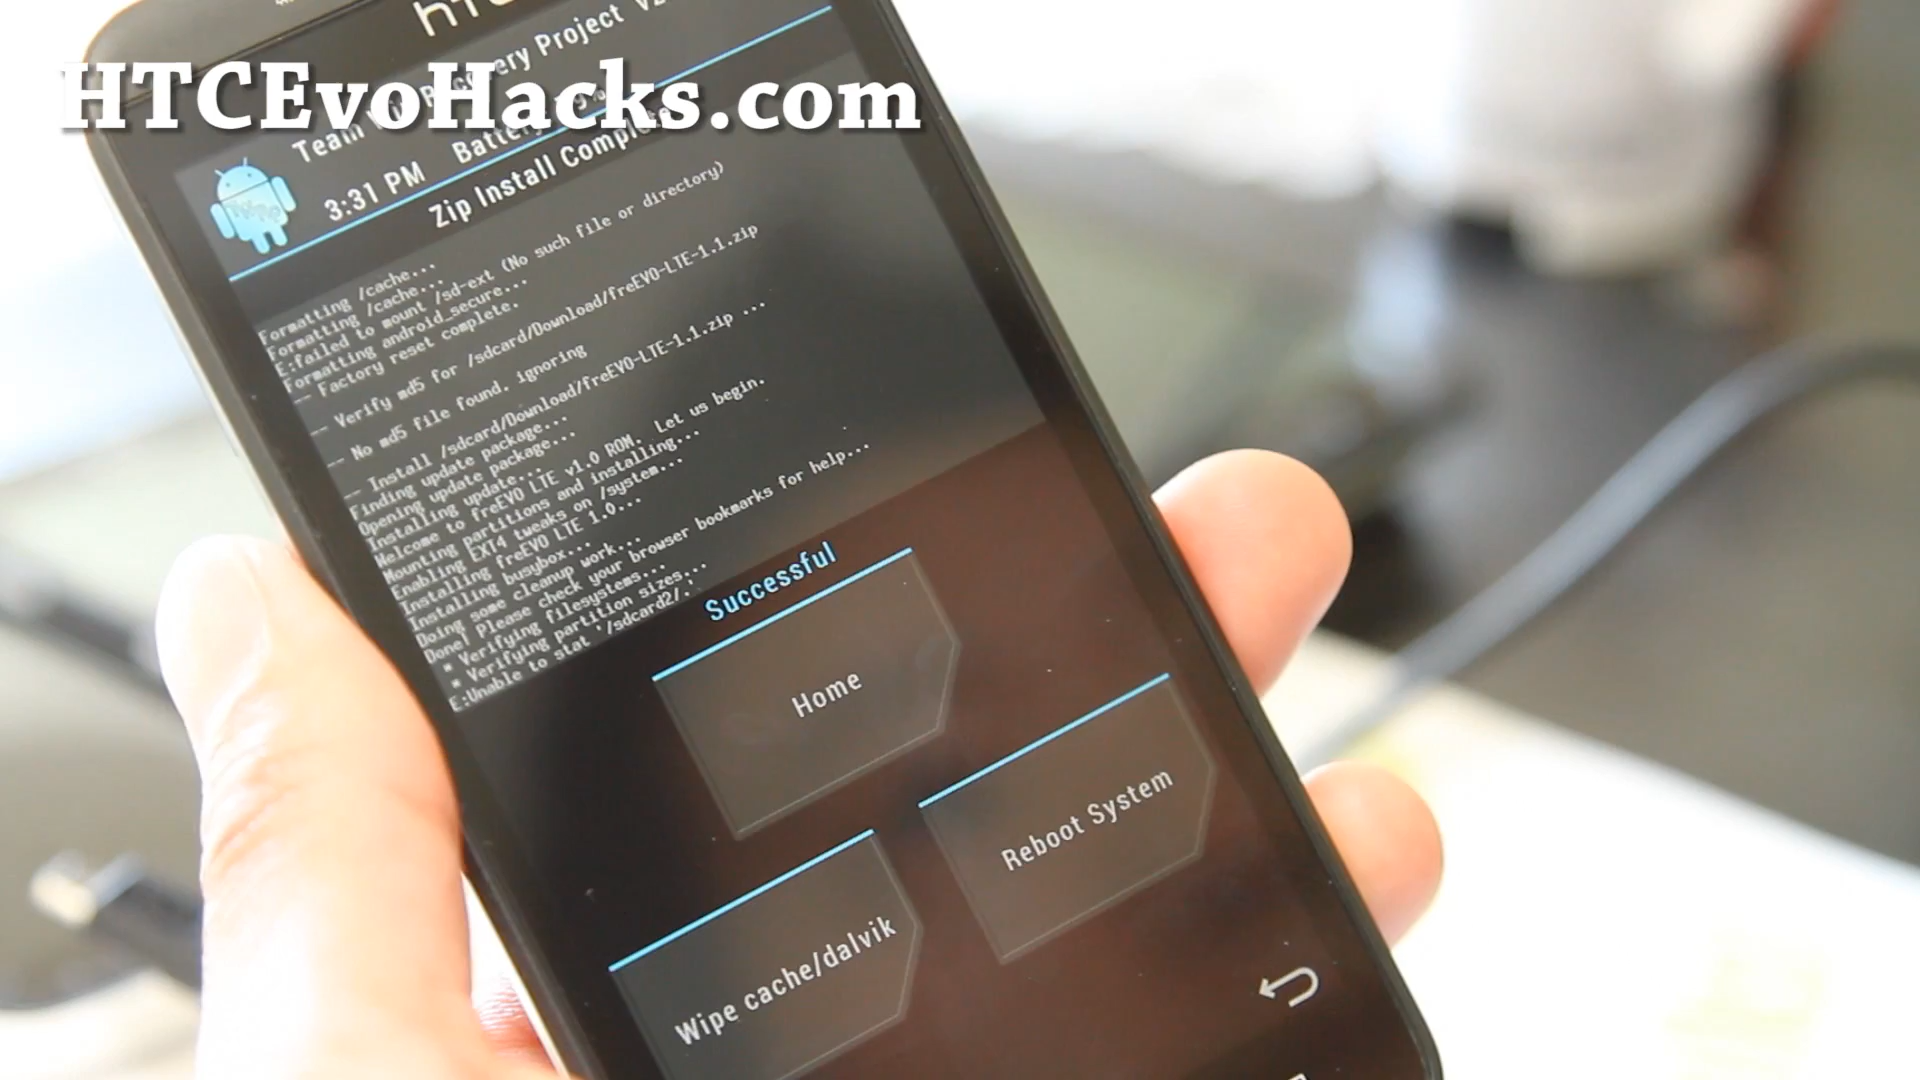 HTCEvoHacks.com
Team Win Recovery Project
3:31 PM Battery
Zip Install Complete
Formatting /cache...
Formatting /cache...
E:failed to mount /sd-ext (No such file or directory)
Formatting android_secure...
-- Factory reset complete.
-- Verify md5 for /sdcard/Download/freEVO-LTE-1.1.zip
-- No md5 file found, ignoring
-- Install /sdcard/Download/freEVO-LTE-1.1.zip ...
Finding update package...
Opening update package...
Installing update...
Welcome to freEVO LTE v1.0 ROM. Let us begin.
Mounting partitions and installing...
Enabling EXT4 tweaks on /system...
Installing freEVO LTE 1.0...
Installing busybox...
Doing some cleanup work...
Done! Please check your browser bookmarks for help...
* Verifying filesystems...
* Verifying partition sizes...
E:Unable to stat '/sdcard2/.'
Successful
Home
Reboot System
Wipe cache/dalvik